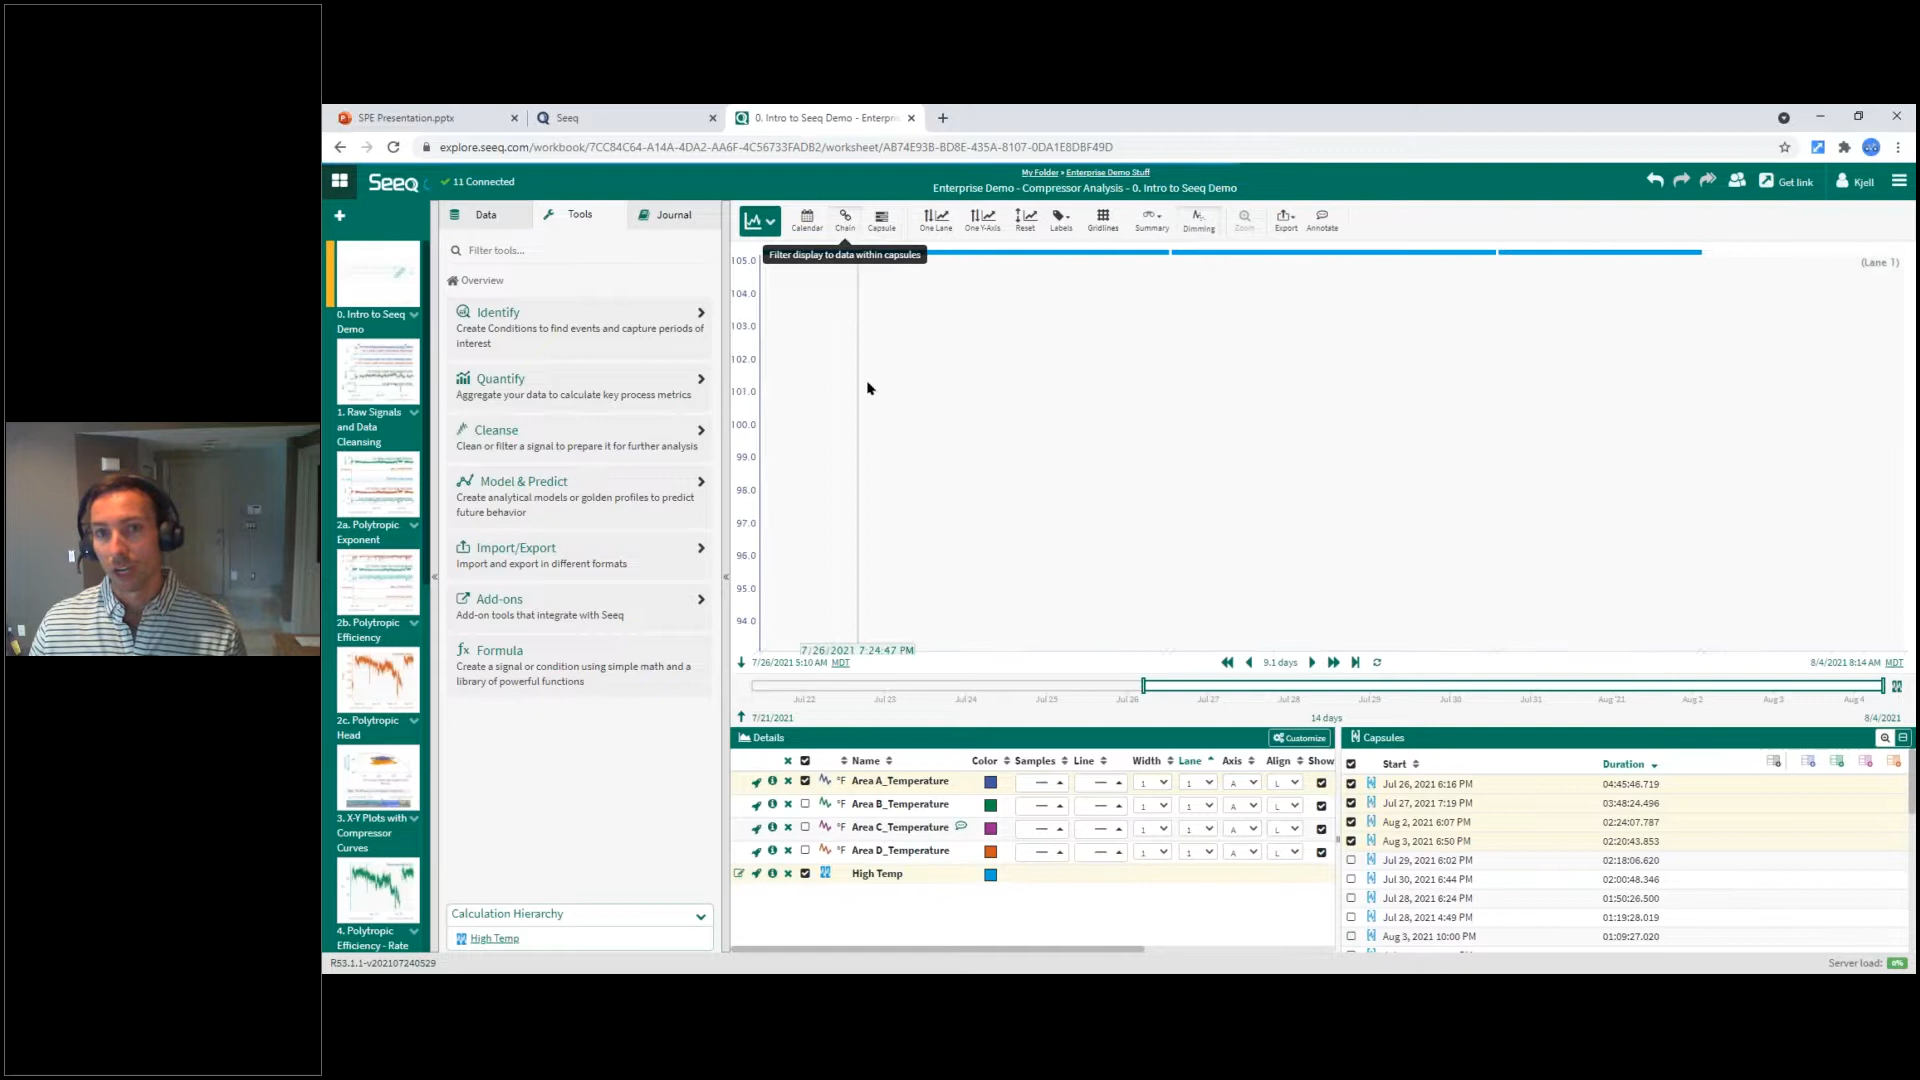 SPE Presentation.pptx
Seeq
0. Intro to Seeq Demo - Enterpri
explore.seeq.com/workbook/7CC84C64-A14A-4DA2-AA6F-4C56733FADB2/worksheet/AB74E93B-BD8E-435A-8107-0DA1E8DBF49D
Seeq
11 Connected
My Folder » Enterprise Demo Stuff
Enterprise Demo - Compressor Analysis - 0. Intro to Seeq Demo
Get link
Kjell
Data
Tools
Journal
Calendar
Chain
Capsule
One Lane
One Y-Axis
Reset
Labels
Gridlines
Summary
Dimming
Zoom
Export
Annotate
Filter display to data within capsules
Filter tools...
Overview
Identify
Create Conditions to find events and capture periods of
interest
Quantify
Aggregate your data to calculate key process metrics
Cleanse
Clean or filter a signal to prepare it for further analysis
Model & Predict
Create analytical models or golden profiles to predict
future behavior
Import/Export
Import and export in different formats
Add-ons
Add-on tools that integrate with Seeq
Formula
Create a signal or condition using simple math and a
library of powerful functions
Calculation Hierarchy
High Temp
0. Intro to Seeq
Demo
1. Raw Signals
and Data
Cleansing
2a. Polytropic
Exponent
2b. Polytropic
Efficiency
2c. Polytropic
Head
3. X-Y Plots with
Compressor
Curves
4. Polytropic
Efficiency - Rate
(Lane 1)
105.0
104.0
103.0
102.0
101.0
100.0
99.0
98.0
97.0
96.0
95.0
94.0
7/26/2021 7:24:47 PM
7/26/2021 5:10 AM MDT
9.1 days
8/4/2021 8:14 AM MDT
Jul 22
Jul 23
Jul 24
Jul 25
Jul 26
Jul 27
Jul 28
Jul 29
Jul 30
Jul 31
Aug '21
Aug 2
Aug 3
Aug 4
7/21/2021
14 days
8/4/2021
Details
Customize
Name Color Samples Line Width Lane Axis Align Show
°F Area A_Temperature 1 1 A L
°F Area B_Temperature 1 1 A L
°F Area C_Temperature 1 1 A L
°F Area D_Temperature 1 1 A L
High Temp
Capsules
Start Duration
Jul 26, 2021 6:16 PM 04:45:46.719
Jul 27, 2021 7:19 PM 03:48:24.496
Aug 2, 2021 6:07 PM 02:24:07.787
Aug 3, 2021 6:50 PM 02:20:43.853
Jul 29, 2021 6:02 PM 02:18:06.620
Jul 30, 2021 6:44 PM 02:00:48.346
Jul 28, 2021 6:24 PM 01:50:26.500
Jul 28, 2021 4:49 PM 01:19:28.019
Aug 3, 2021 10:00 PM 01:09:27.020
R53.1.1-v202107240529
Server load: 0%